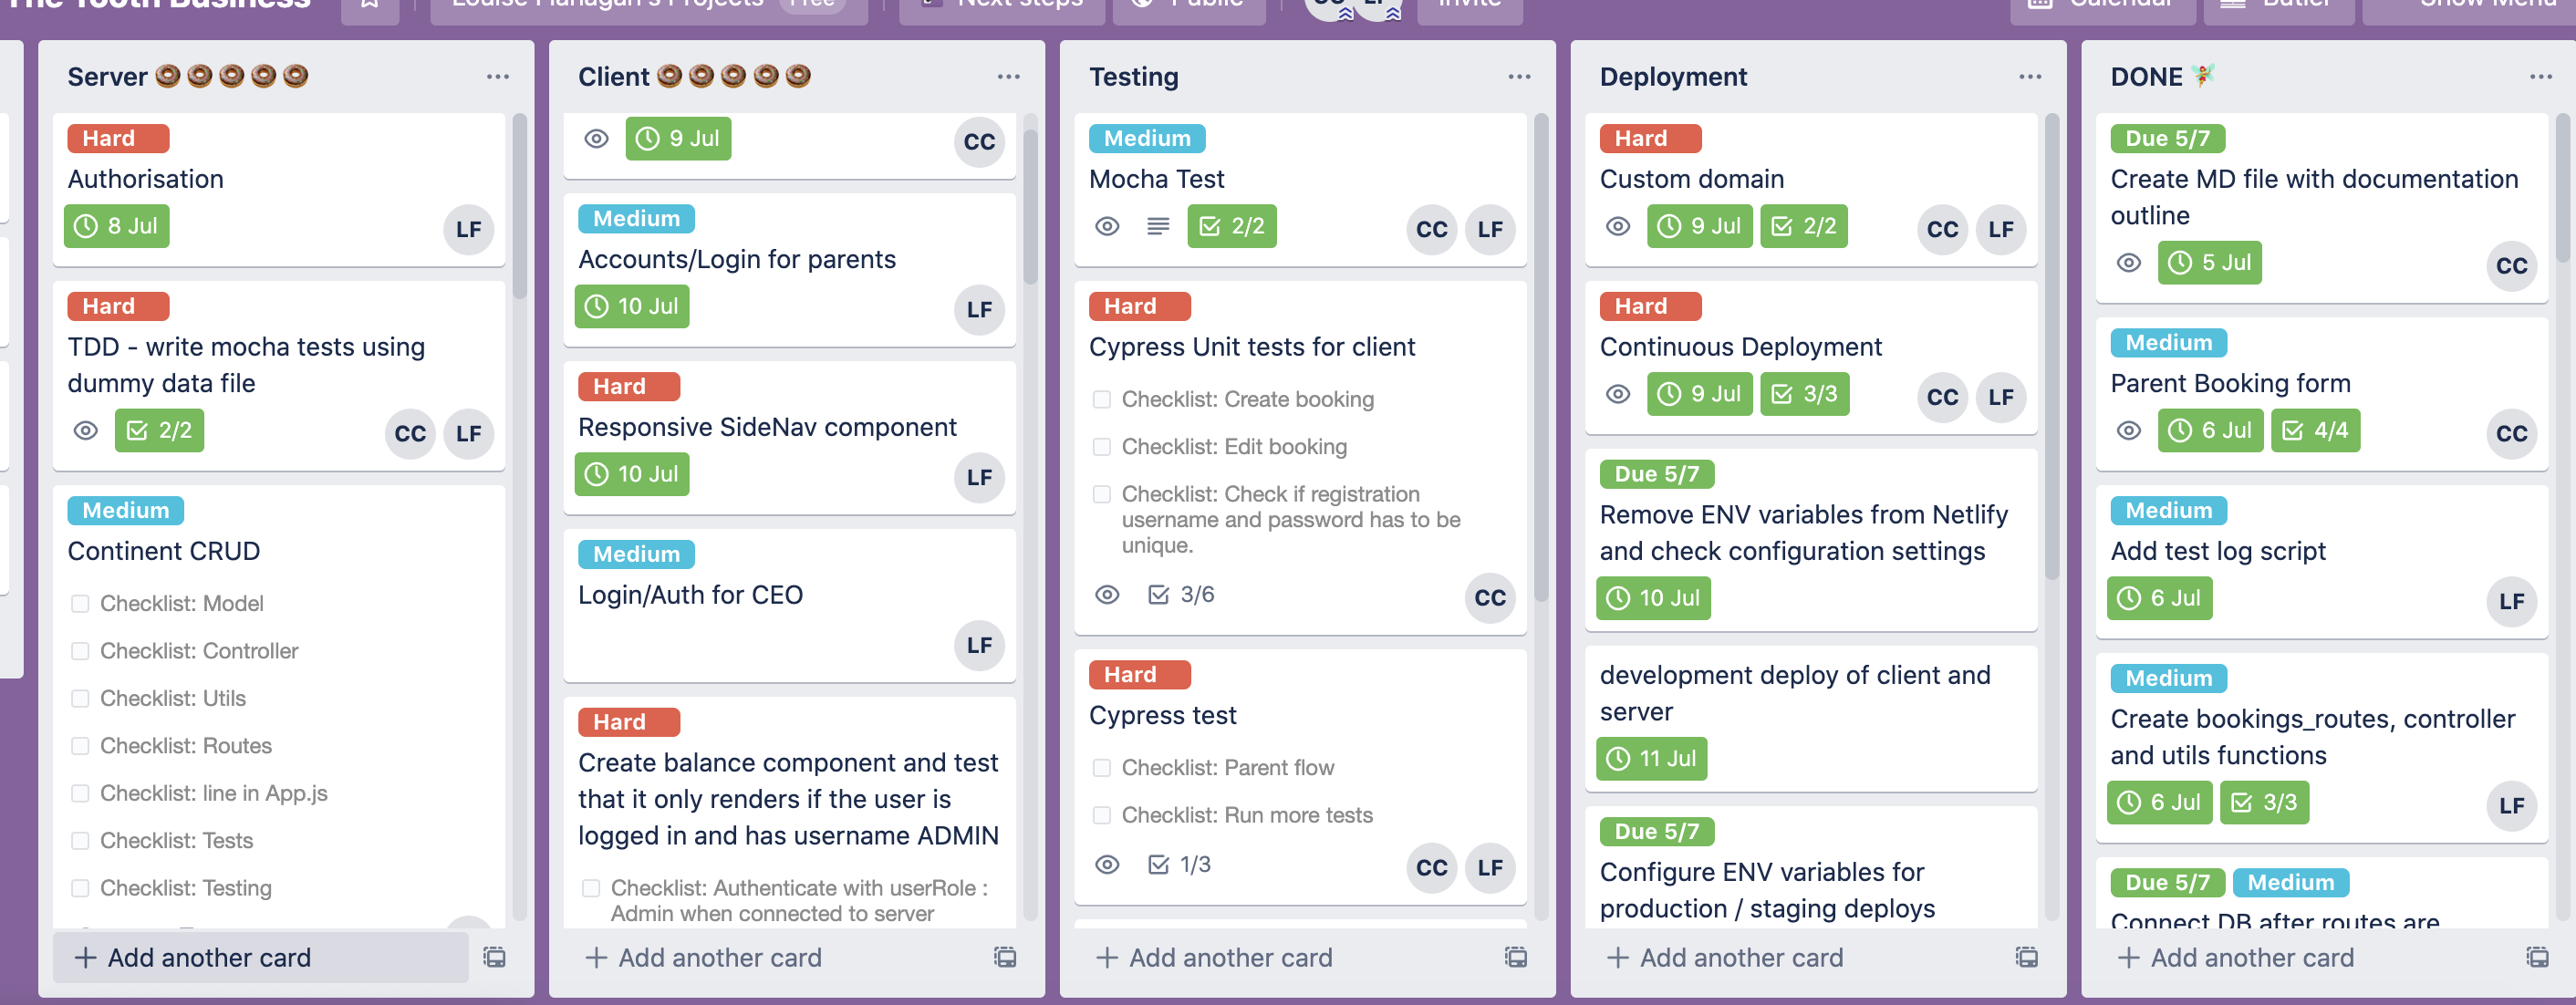 The Tooth Business
Louise Flanagan's Projects Free
Next steps
Public
CC LF
Invite
Calendar
Butler
Show Menu
Server 🍩🍩🍩🍩🍩
Hard
Authorisation
8 Jul
LF
Hard
TDD - write mocha tests using
dummy data file
2/2
CC LF
Medium
Continent CRUD
Checklist: Model
Checklist: Controller
Checklist: Utils
Checklist: Routes
Checklist: line in App.js
Checklist: Tests
Checklist: Testing
+ Add another card
Client 🍩🍩🍩🍩🍩
9 Jul
CC
Medium
Accounts/Login for parents
10 Jul
LF
Hard
Responsive SideNav component
10 Jul
LF
Medium
Login/Auth for CEO
LF
Hard
Create balance component and test
that it only renders if the user is
logged in and has username ADMIN
Checklist: Authenticate with userRole :
Admin when connected to server
+ Add another card
Testing
Medium
Mocha Test
2/2
CC LF
Hard
Cypress Unit tests for client
Checklist: Create booking
Checklist: Edit booking
Checklist: Check if registration
username and password has to be
unique.
3/6
CC
Hard
Cypress test
Checklist: Parent flow
Checklist: Run more tests
1/3
CC LF
+ Add another card
Deployment
Hard
Custom domain
9 Jul 2/2
CC LF
Hard
Continuous Deployment
9 Jul 3/3
CC LF
Due 5/7
Remove ENV variables from Netlify
and check configuration settings
10 Jul
development deploy of client and
server
11 Jul
Due 5/7
Configure ENV variables for
production / staging deploys
+ Add another card
DONE 🧚
Due 5/7
Create MD file with documentation
outline
5 Jul
CC
Medium
Parent Booking form
6 Jul 4/4
CC
Medium
Add test log script
6 Jul
LF
Medium
Create bookings_routes, controller
and utils functions
6 Jul 3/3
LF
Due 5/7 Medium
Connect DB after routes are
+ Add another card